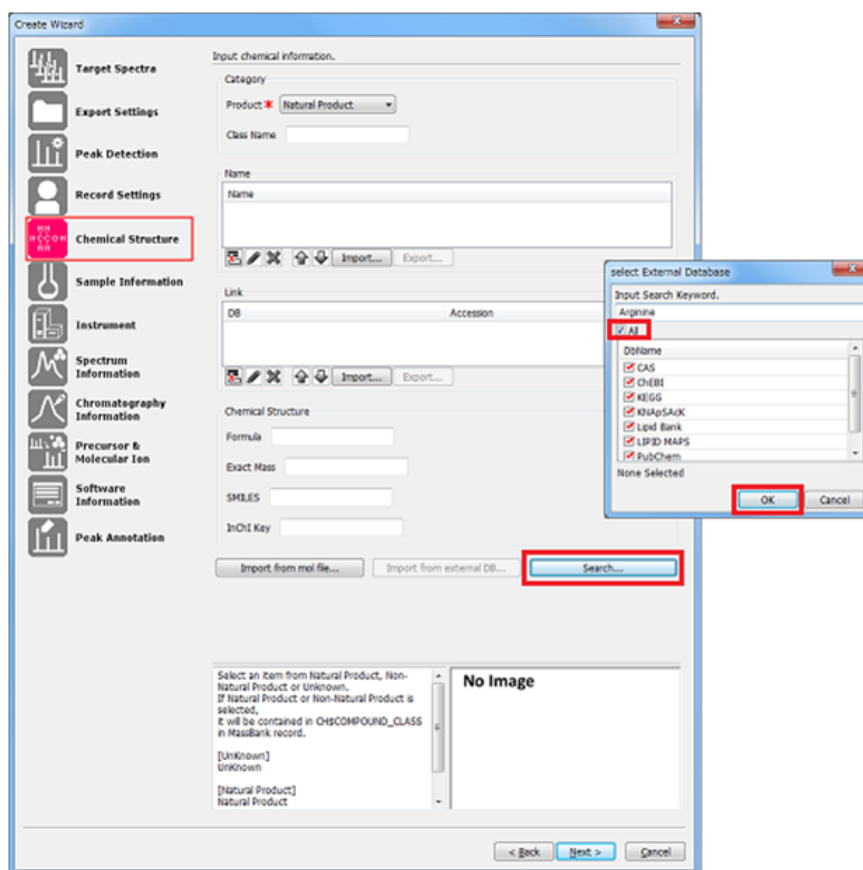 Create Wizard
Target Spectra
Export Settings
Peak Detection
Record Settings
Chemical Structure
Sample Information
Instrument
Spectrum
Information
Chromatography
Information
Precursor &
Molecular Ion
Software
Information
Peak Annotation
Input chemical information.
Category
Product* Natural Product
Class Name
Name
Name
Import... Export...
Link
DB Accession
Import... Export...
Chemical Structure
Formula
Exact Mass
SMILES
InChI Key
Import from mol file... Import from external DB... Search...
Select an item from Natural Product, Non-
Natural Product or Unknown.
If Natural Product or Non-Natural Product is
selected,
it will be contained in CH$COMPOUND_CLASS
in MassBank record.
[UnKnown]
UnKnown
[Natural Product]
Natural Product
No Image
< Back Next > Cancel
select External Database
Input Search Keyword.
Arginine
All
DbName
CAS
ChEBI
KEGG
KNApSAcK
Lipid Bank
LIPID MAPS
PubChem
None Selected
OK Cancel